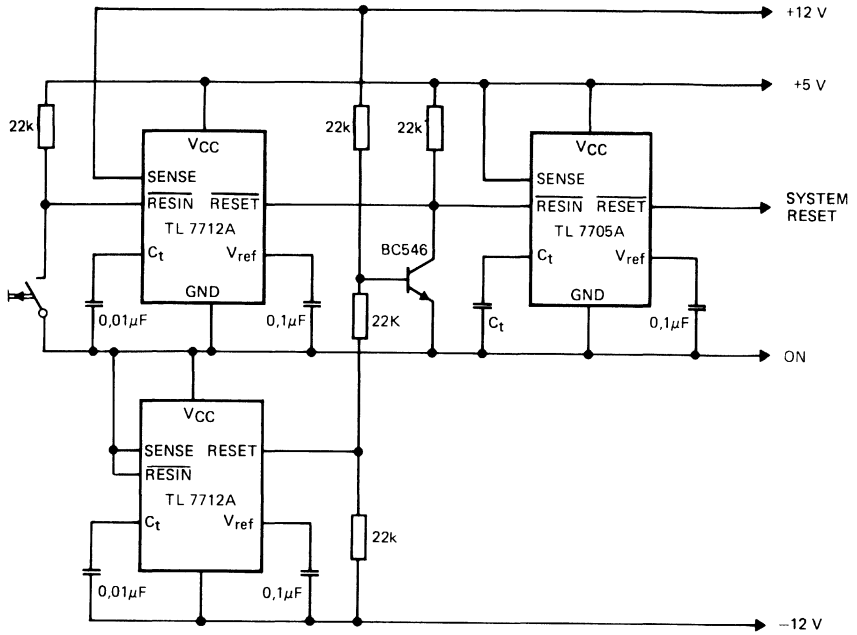 +12 V
+5 V
22k
VCC
SENSE
RESIN RESET
TL 7712A
Ct Vref
GND
0,01µF
0,1µF
22k
22k
BC546
22K
VCC
SENSE
RESIN RESET
TL 7705A
Ct Vref
GND
Ct
0,1µF
SYSTEM
RESET
ON
VCC
SENSE RESET
RESIN
TL 7712A
Ct Vref
0,01µF
0,1µF
22k
−12 V